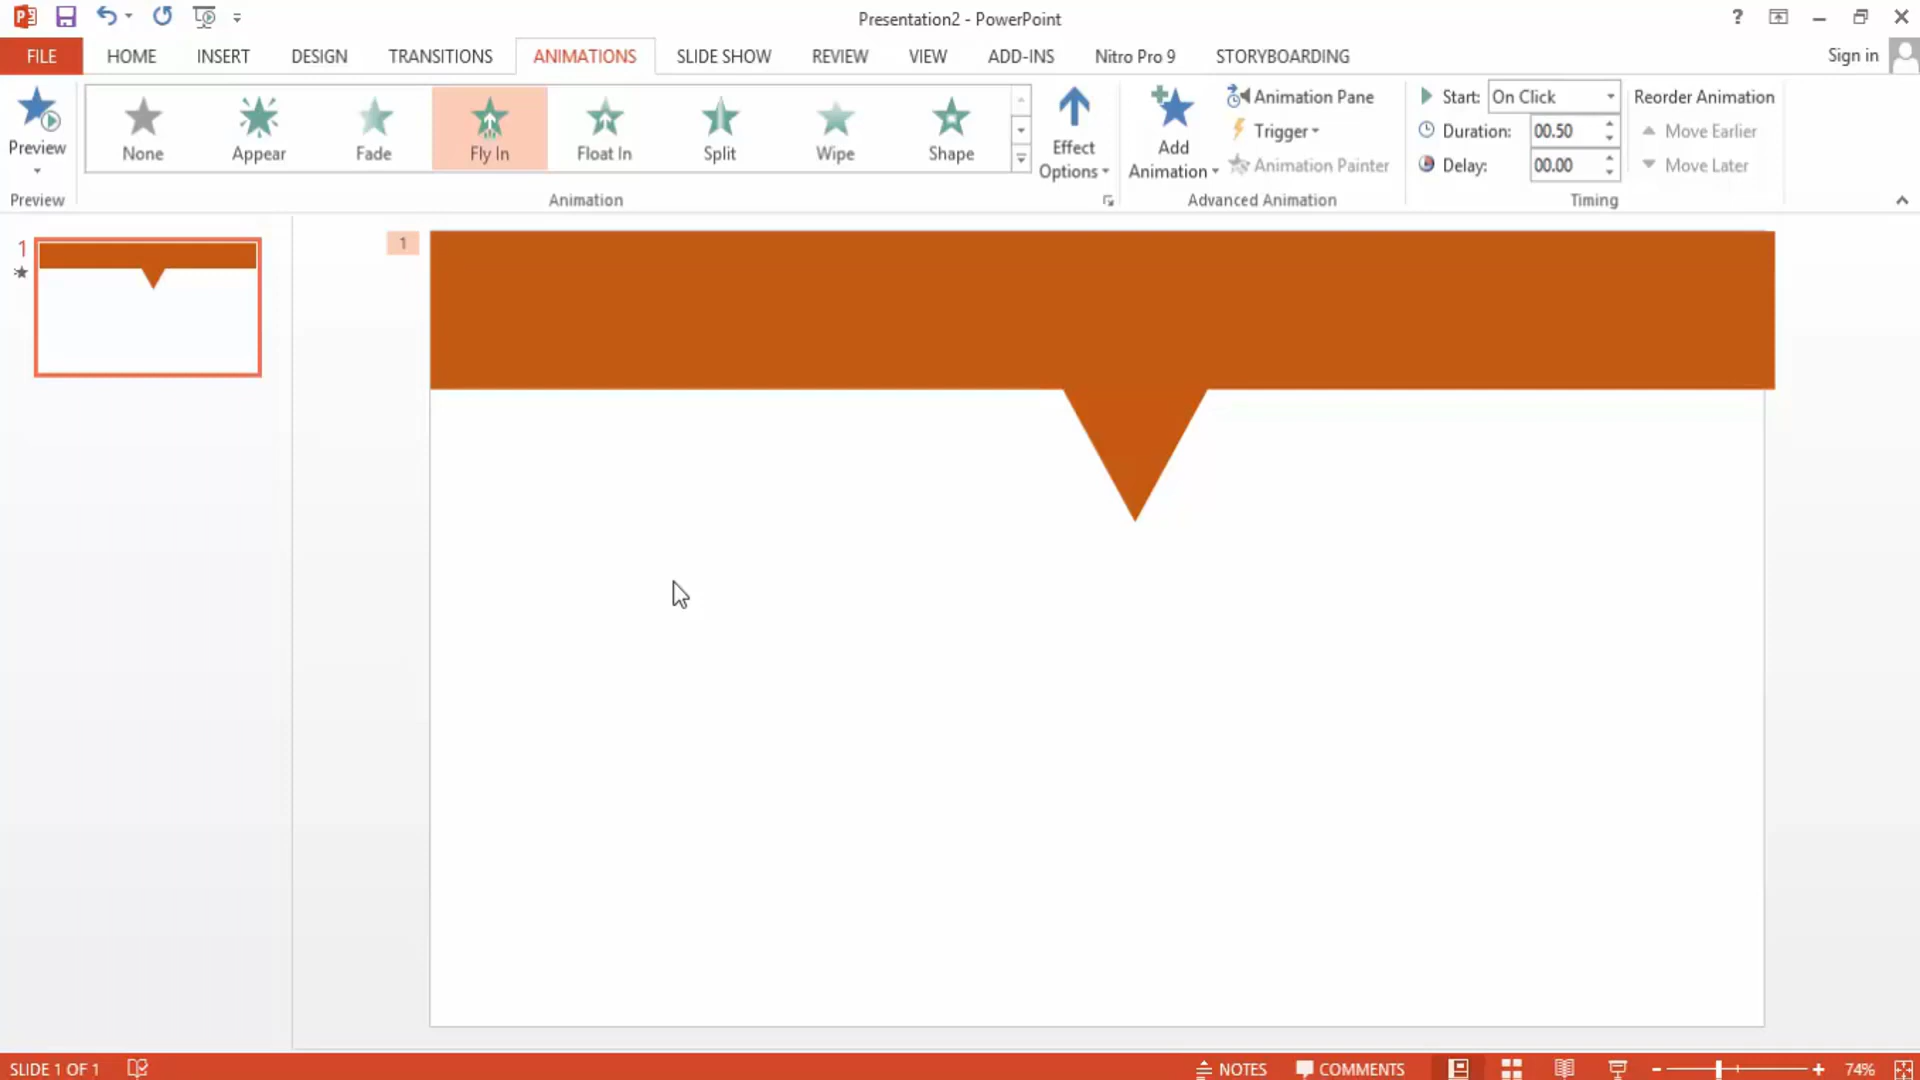 Presentation2 - PowerPoint
?
FILE HOME INSERT DESIGN TRANSITIONS ANIMATIONS SLIDE SHOW REVIEW VIEW ADD-INS Nitro Pro 9 STORYBOARDING Sign in
Preview
Preview
None Appear Fade Fly In Float In Split Wipe Shape
Animation
Effect
Options
Add
Animation
Animation Pane
Trigger
Animation Painter
Advanced Animation
Start: On Click
Duration: 00.50
Delay: 00.00
Reorder Animation
Move Earlier
Move Later
Timing
1
1
SLIDE 1 OF 1 NOTES COMMENTS 74%